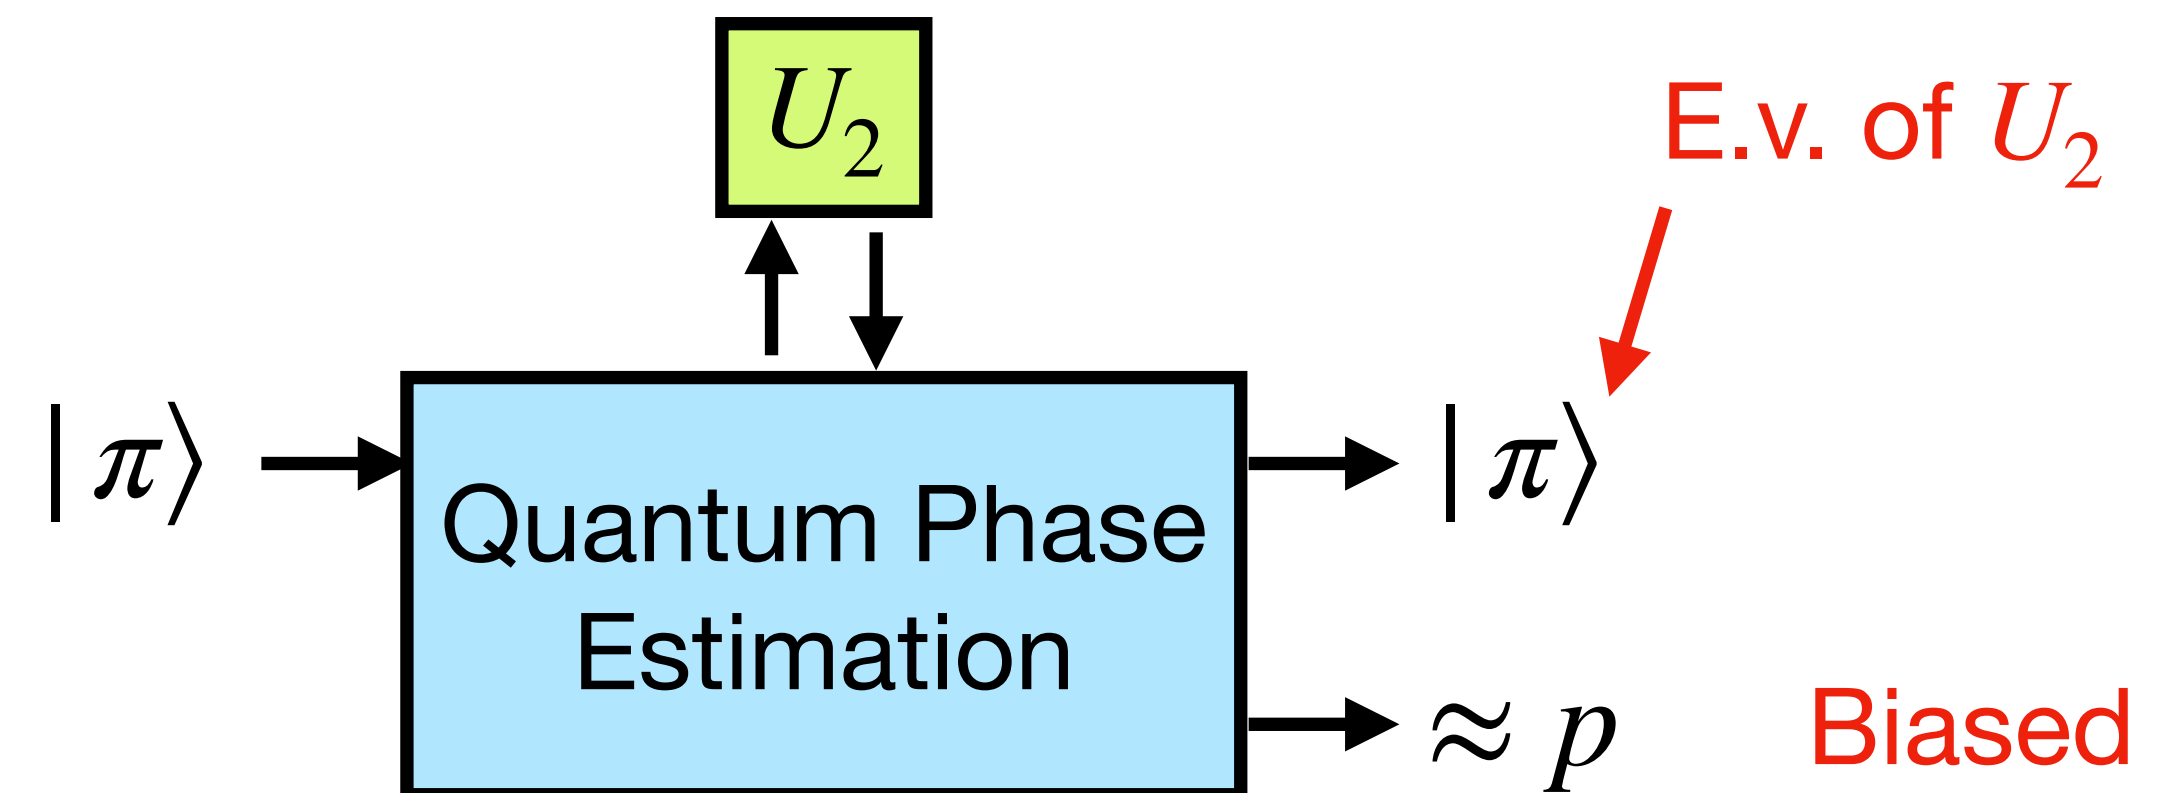 U₂
E.v. of U₂
|π⟩
Quantum Phase
Estimation
|π⟩
≈ p
Biased